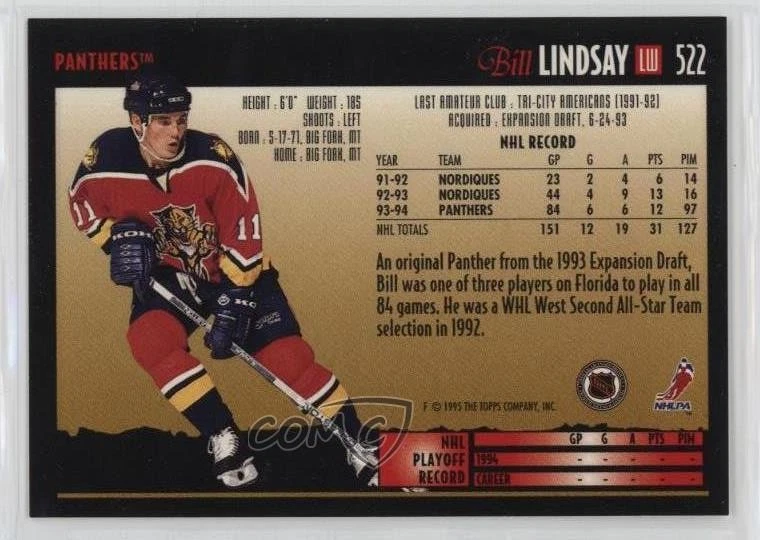 PANTHERS™
Bill LINDSAY LW 522
HEIGHT : 6'0" WEIGHT : 185
SHOOTS : LEFT
BORN : 5-17-71, BIG FORK, MT
HOME : BIG FORK, MT
LAST AMATEUR CLUB : TRI-CITY AMERICANS (1991-92)
ACQUIRED : EXPANSION DRAFT, 6-24-93
NHL RECORD
YEAR TEAM GP G A PTS PIM
91-92 NORDIQUES 23 2 4 6 14
92-93 NORDIQUES 44 4 9 13 16
93-94 PANTHERS 84 6 6 12 97
NHL TOTALS 151 12 19 31 127
An original Panther from the 1993 Expansion Draft,
Bill was one of three players on Florida to play in all
84 games. He was a WHL West Second All-Star Team
selection in 1992.
11
11
KOHO
NHL
NHLPA
F © 1995 THE TOPPS COMPANY, INC.
COMC
NHL PLAYOFF RECORD
GP G A PTS PIM
1994 - - - - -
CAREER - - - - -